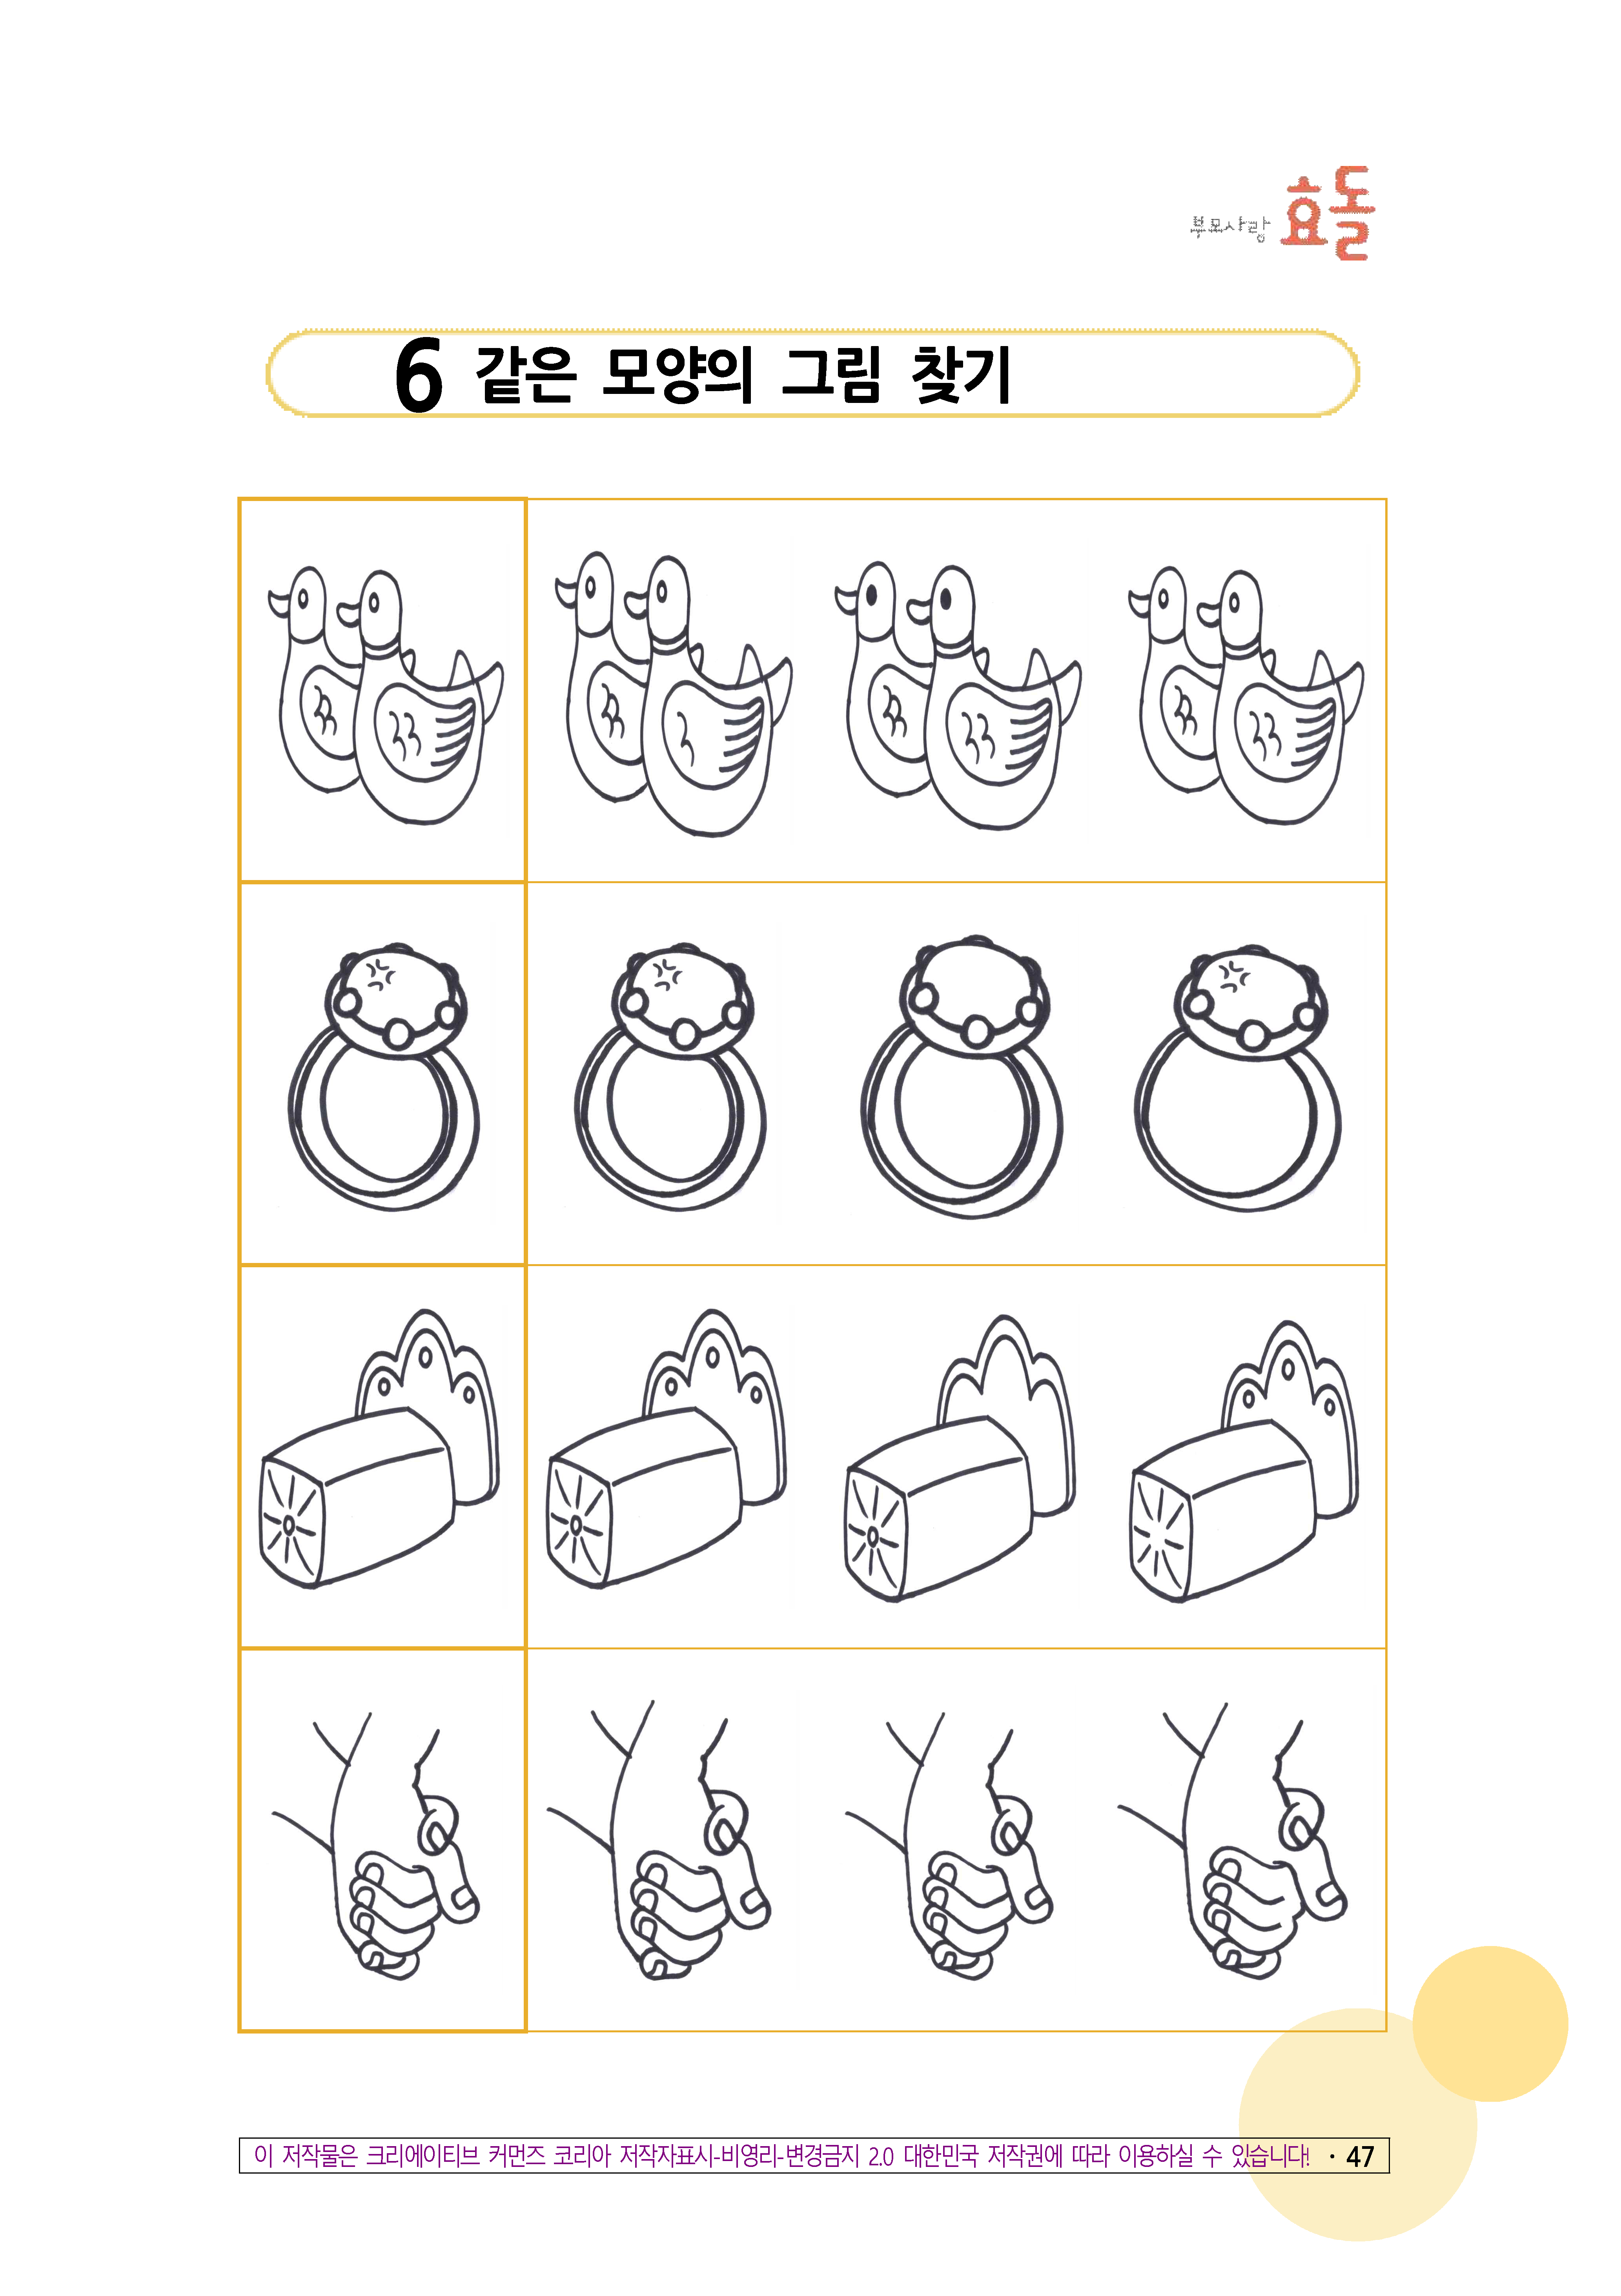 부모사랑 효돌
6 같은 모양의 그림 찾기
이 저작물은 크리에이티브 커먼즈 코리아 저작자표시-비영리-변경금지 2.0 대한민국 저작권에 따라 이용하실 수 있습니다! · 47